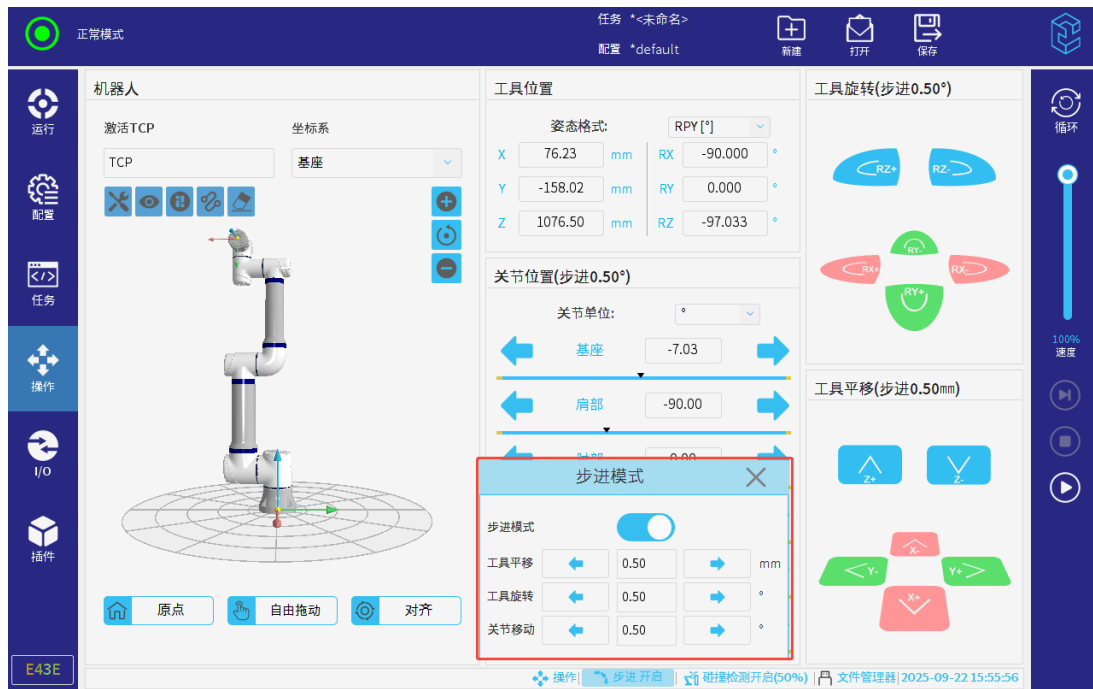 正常模式
任务 *<未命名>
配置 *default
新建
打开
保存
运行
配置
任务
操作
I/O
插件
E43E
机器人
激活TCP
坐标系
TCP
基座
原点
自由拖动
对齐
工具位置
姿态格式:
RPY[°]
X 76.23 mm RX -90.000 °
Y -158.02 mm RY 0.000 °
Z 1076.50 mm RZ -97.033 °
关节位置(步进0.50°)
关节单位:
°
基座 -7.03
肩部 -90.00
步进模式
步进模式
工具平移 0.50 mm
工具旋转 0.50 °
关节移动 0.50 °
工具旋转(步进0.50°)
RZ+ RZ-
RY-
RX+ RX-
RY+
工具平移(步进0.50mm)
Z+ Z-
X-
Y- Y+
X+
循环
100%
速度
操作| 步进 开启 | 碰撞检测开启(50%) | 文件管理器|2025-09-22 15:55:56